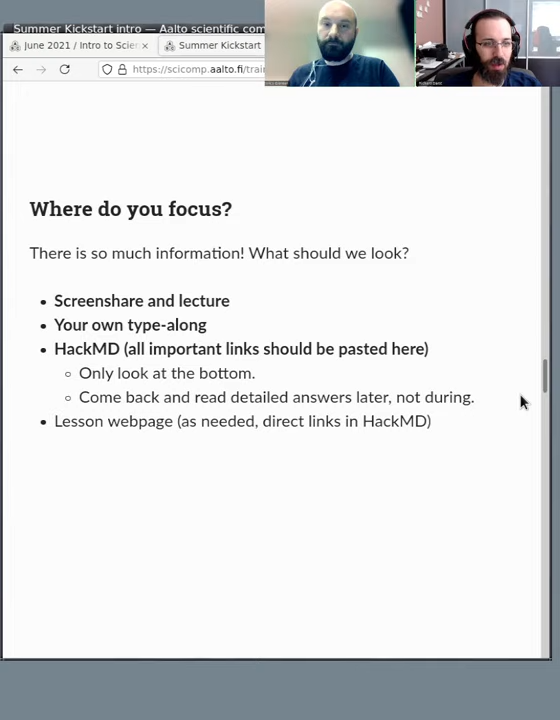 Summer Kickstart intro — Aalto scientific com
June 2021 / Intro to Scien
Summer Kickstart
https://scicomp.aalto.fi/trai
Where do you focus?
There is so much information! What should we look?
Screenshare and lecture
Your own type-along
HackMD (all important links should be pasted here)
Only look at the bottom.
Come back and read detailed answers later, not during.
Lesson webpage (as needed, direct links in HackMD)